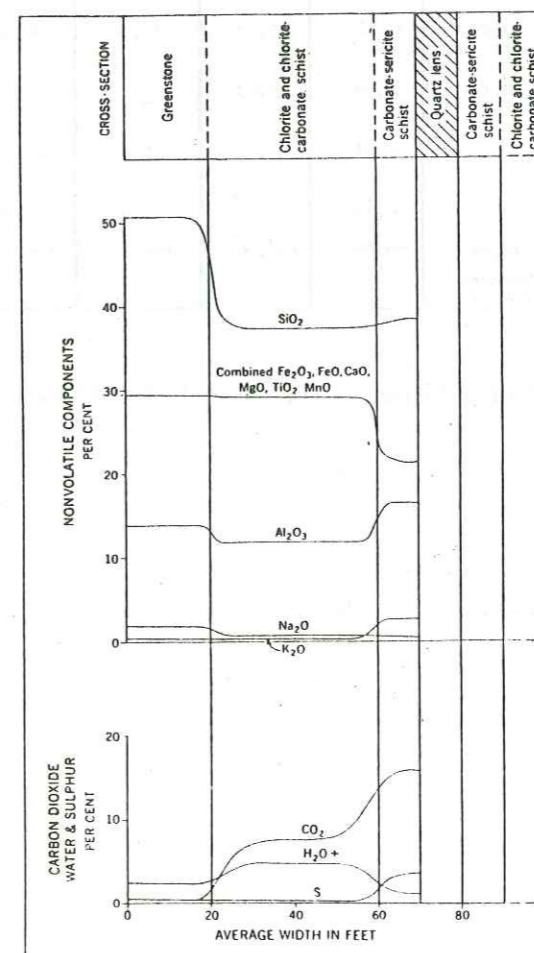 CROSS-SECTION
Greenstone
Chlorite and chlorite-
carbonate schist
Carbonate-sericite
schist
Quartz lens
Carbonate-sericite
schist
Chlorite and chlorite-
carbonate schist
NONVOLATILE COMPONENTS
PER CENT
50
40
30
20
10
0
SiO₂
Combined Fe₂O₃, FeO, CaO,
MgO, TiO₂ MnO
Al₂O₃
Na₂O
K₂O
CARBON DIOXIDE
WATER & SULPHUR
PER CENT
20
10
0
CO₂
H₂O +
S
0 20 40 60 80
AVERAGE WIDTH IN FEET